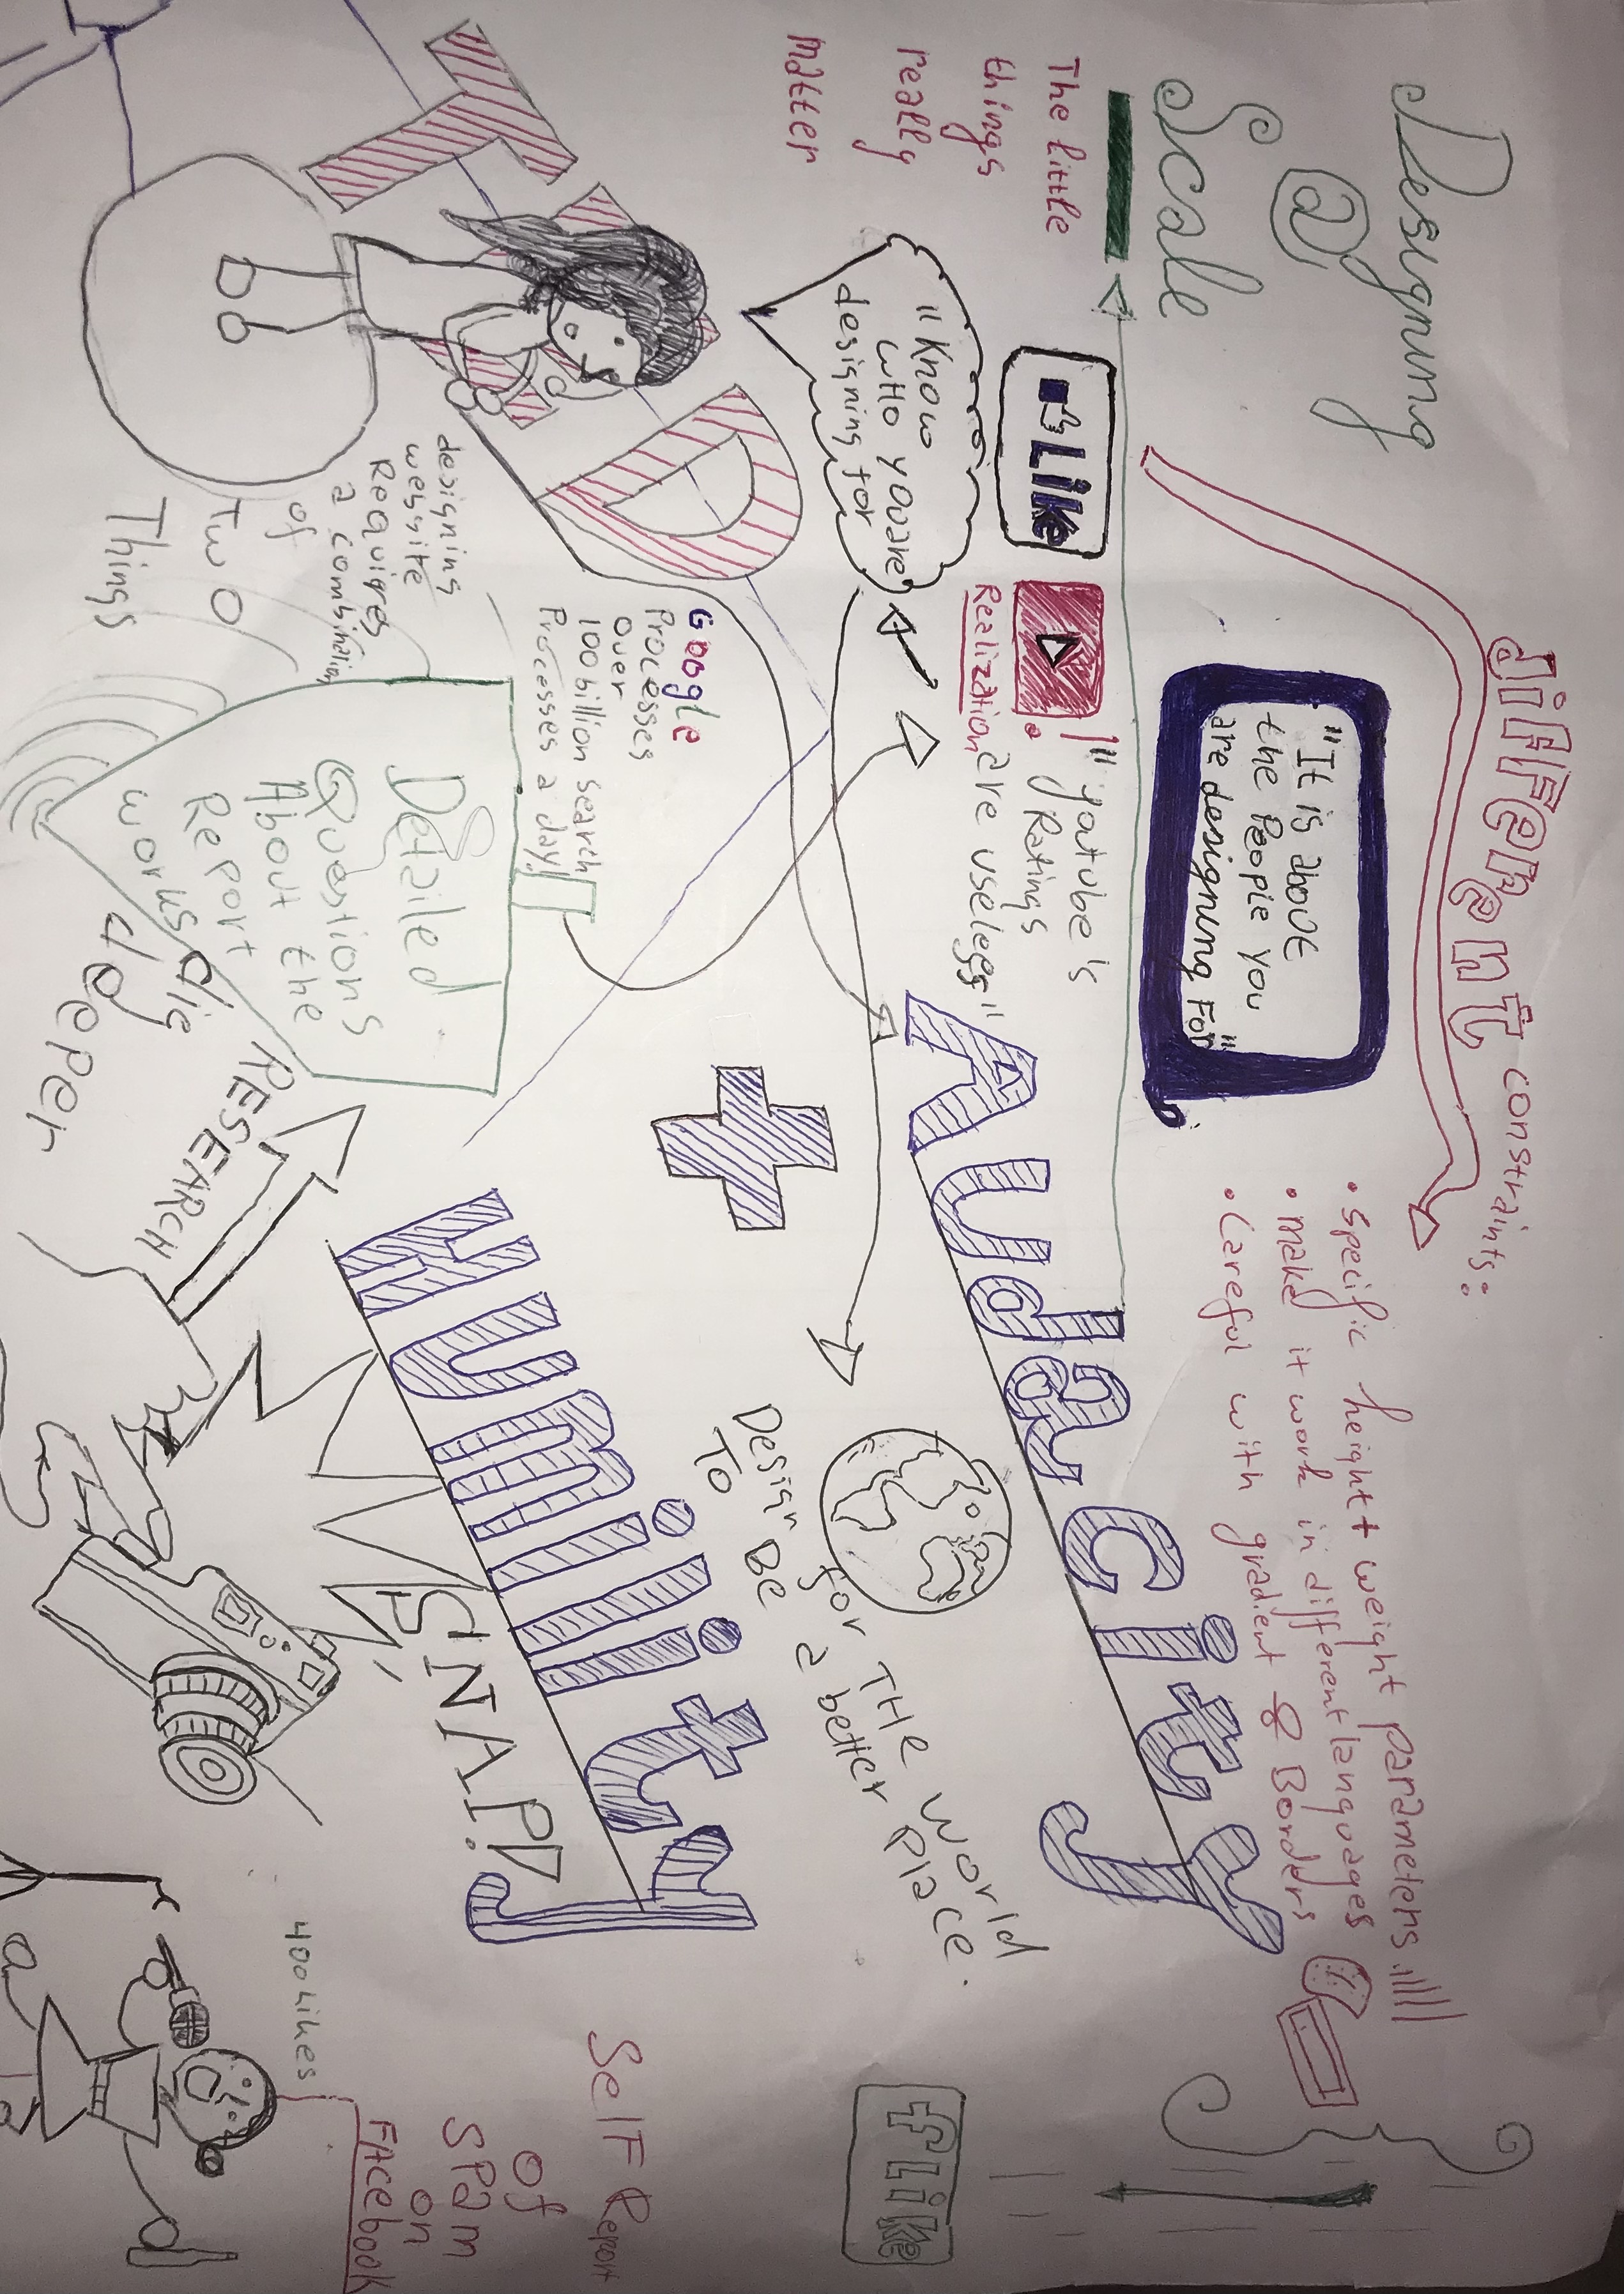 Designing
@
Scale
The little
things
really
matter
different constraints:
• specific height + weight parameters
• make it work in different languages
• Careful with gradient & Borders
"It is about
the People you
are designing For"
Like
"Know
who you are
designing for
"youtube is
Ratings
are useless"
Realization
TED
Audacity
+
Humility
Design for THE world
To Be a better Place.
Google
Processes
over
100 billion search
Processes a day!
designing
website
Requires
a combination
of
Two
Things
Detailed
Questions
About the
Report
works
dig
deeper
RESEARCH
SNAP!
f Like
Self Report
Of
Spam
on
Facebook
400 likes